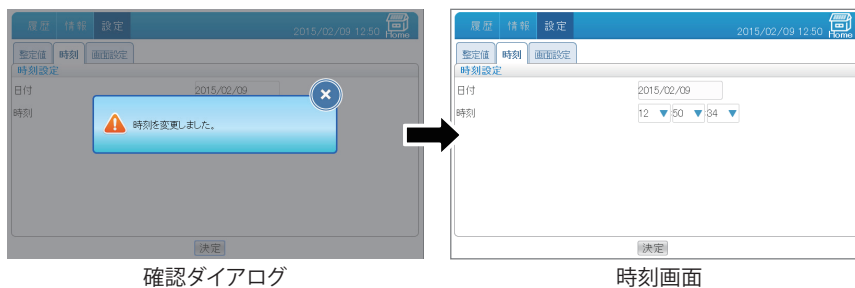 履歴 情報 設定 2015/02/09 12:50 Home
整定値 時刻 画面設定
時刻設定
日付 2015/02/09
時刻
時刻を変更しました。
決定
確認ダイアログ
履歴 情報 設定 2015/02/09 12:50 Home
整定値 時刻 画面設定
時刻設定
日付 2015/02/09
時刻 12 ▼ 50 ▼ 34 ▼
決定
時刻画面